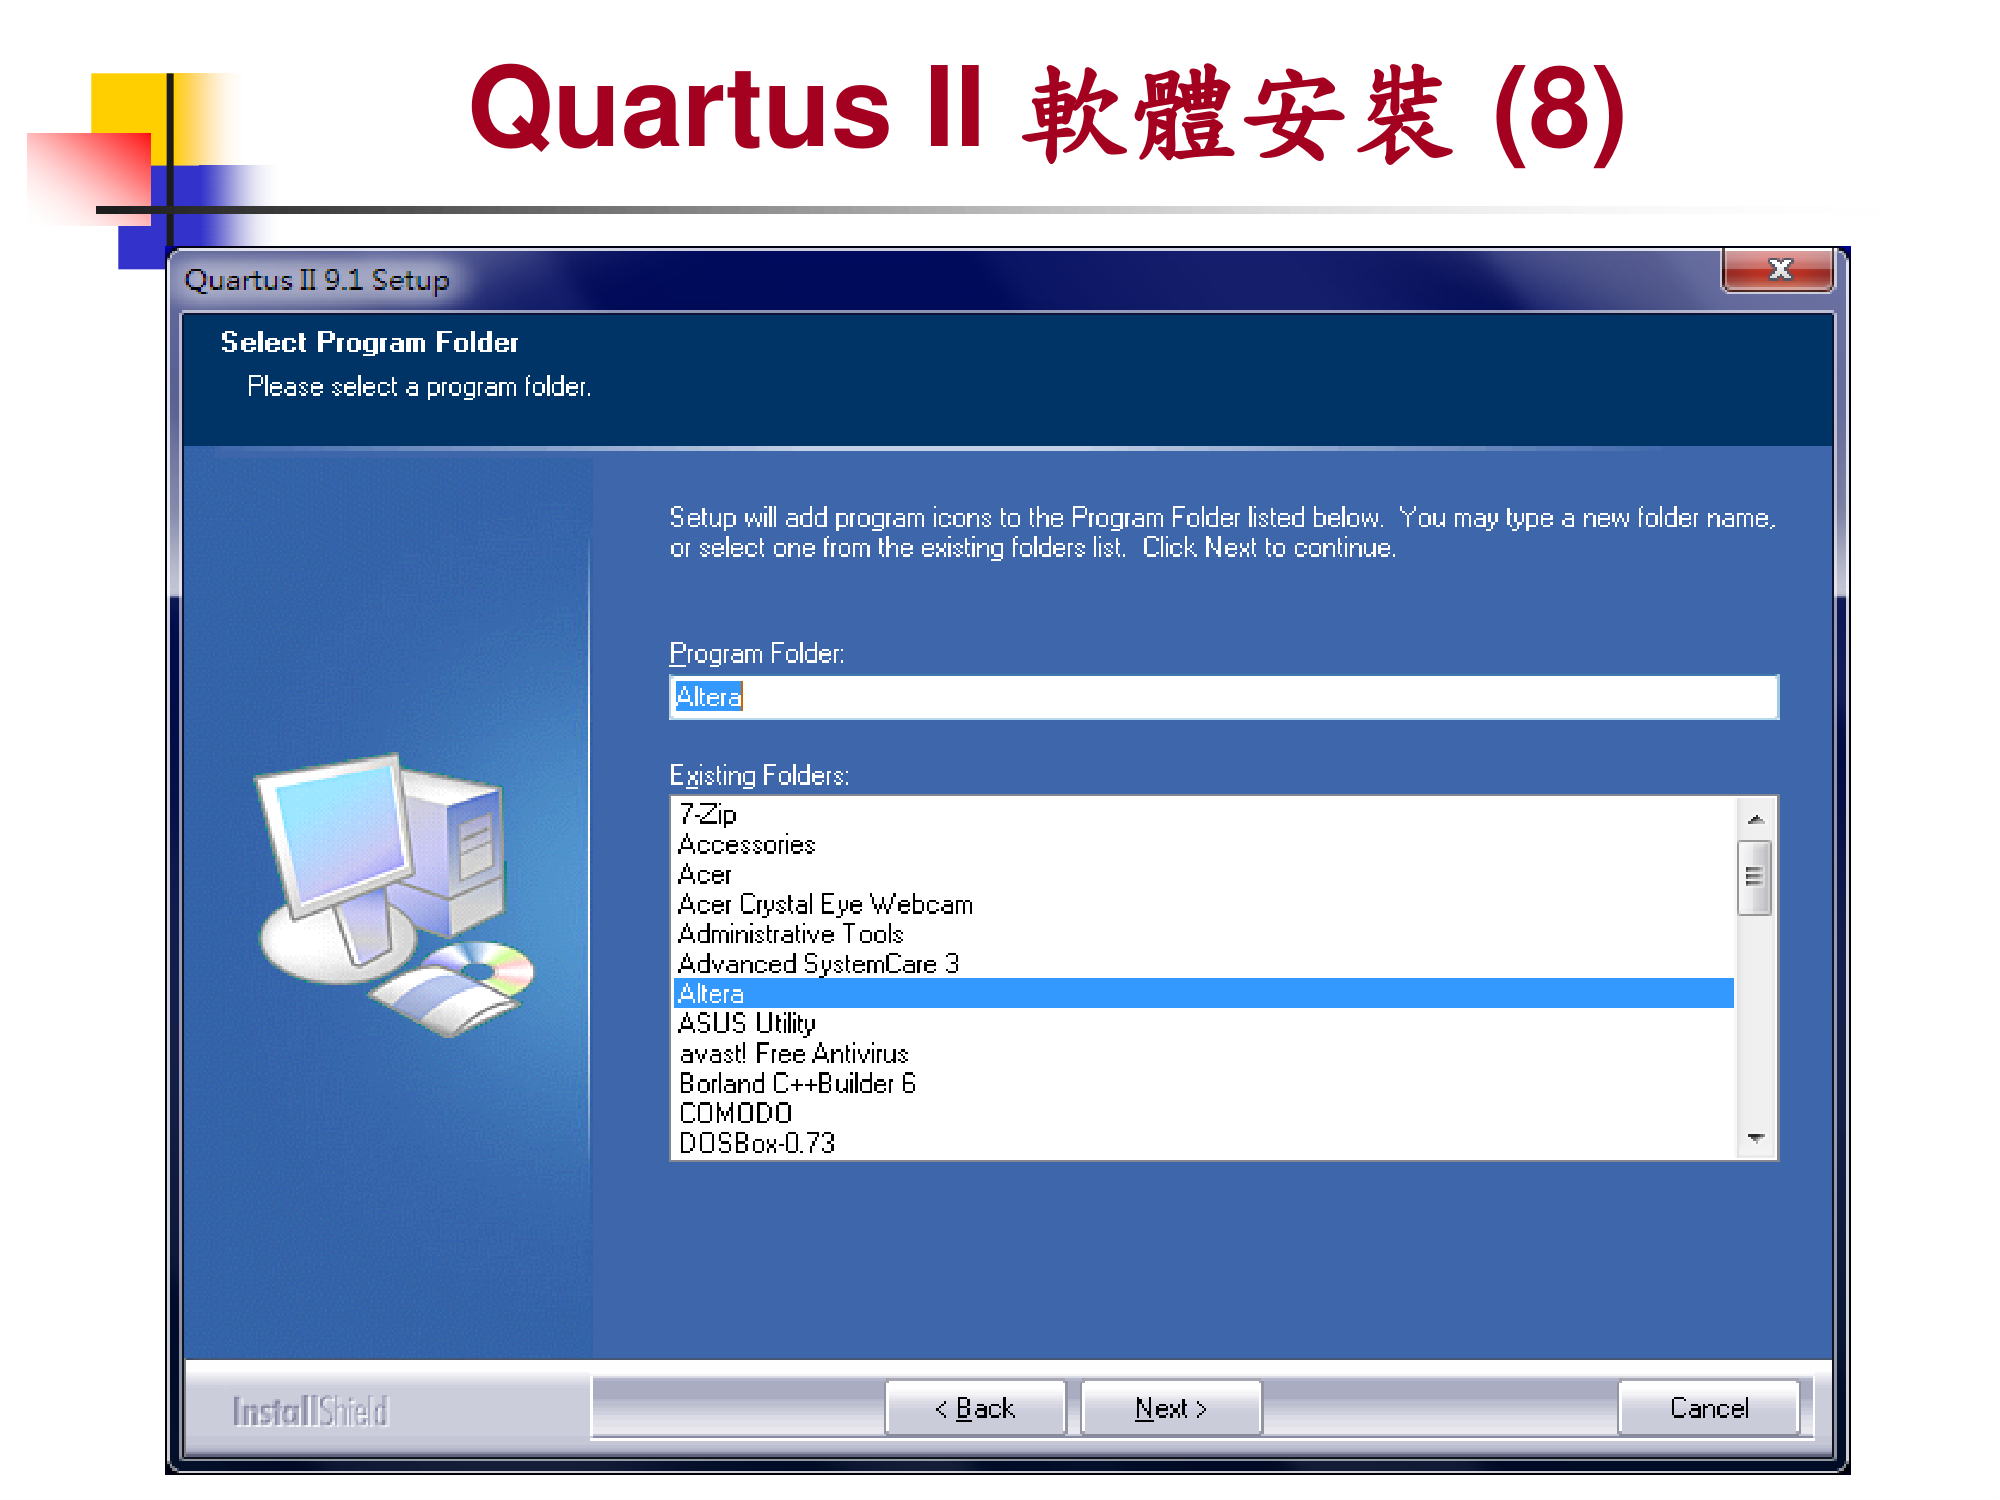 Quartus II 軟體安裝 (8)
Quartus II 9.1 Setup
Select Program Folder
Please select a program folder.
Setup will add program icons to the Program Folder listed below.  You may type a new folder name,
or select one from the existing folders list.  Click Next to continue.
Program Folder:
Altera
Existing Folders:
7-Zip
Accessories
Acer
Acer Crystal Eye Webcam
Administrative Tools
Advanced SystemCare 3
Altera
ASUS Utility
avast! Free Antivirus
Borland C++Builder 6
COMODO
DOSBox-0.73
InstallShield
< Back
Next >
Cancel